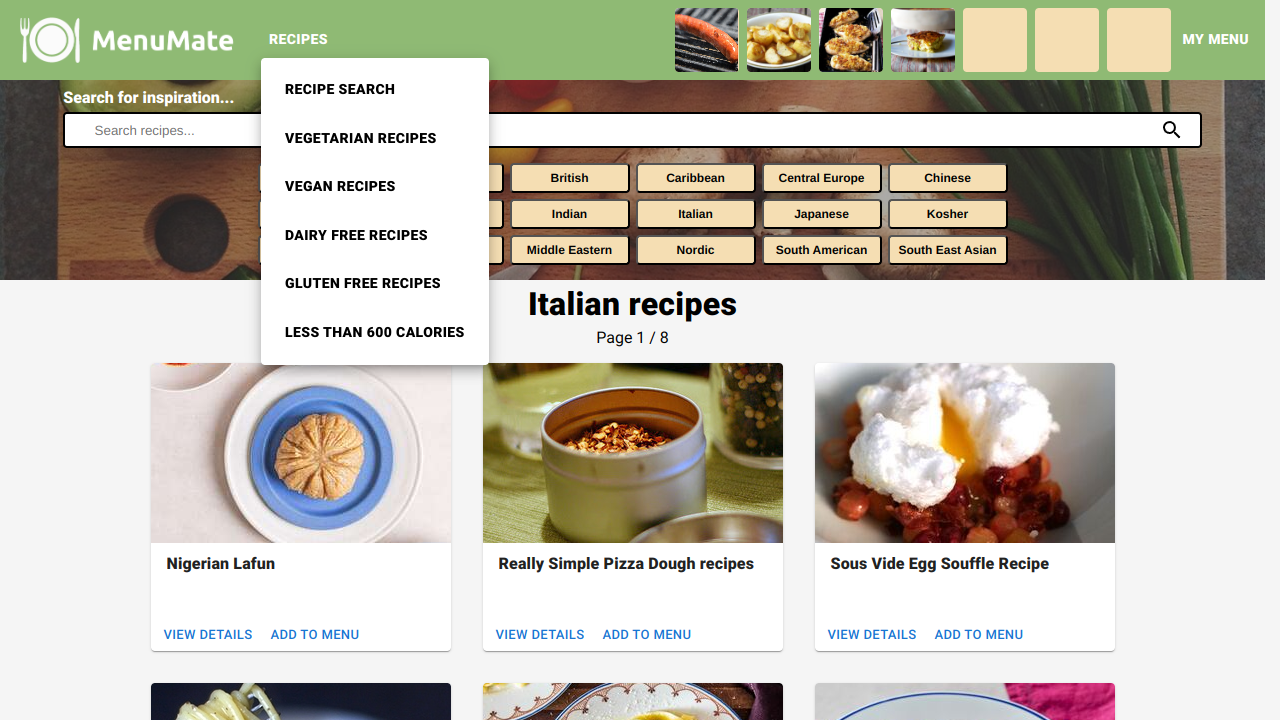 MenuMate
RECIPES
MY MENU
RECIPE SEARCH
VEGETARIAN RECIPES
VEGAN RECIPES
DAIRY FREE RECIPES
GLUTEN FREE RECIPES
LESS THAN 600 CALORIES
Search for inspiration...
Search recipes...
British
Caribbean
Central Europe
Chinese
Indian
Italian
Japanese
Kosher
Middle Eastern
Nordic
South American
South East Asian
Italian recipes
Page 1 / 8
Nigerian Lafun
VIEW DETAILS ADD TO MENU
Really Simple Pizza Dough recipes
VIEW DETAILS ADD TO MENU
Sous Vide Egg Souffle Recipe
VIEW DETAILS ADD TO MENU